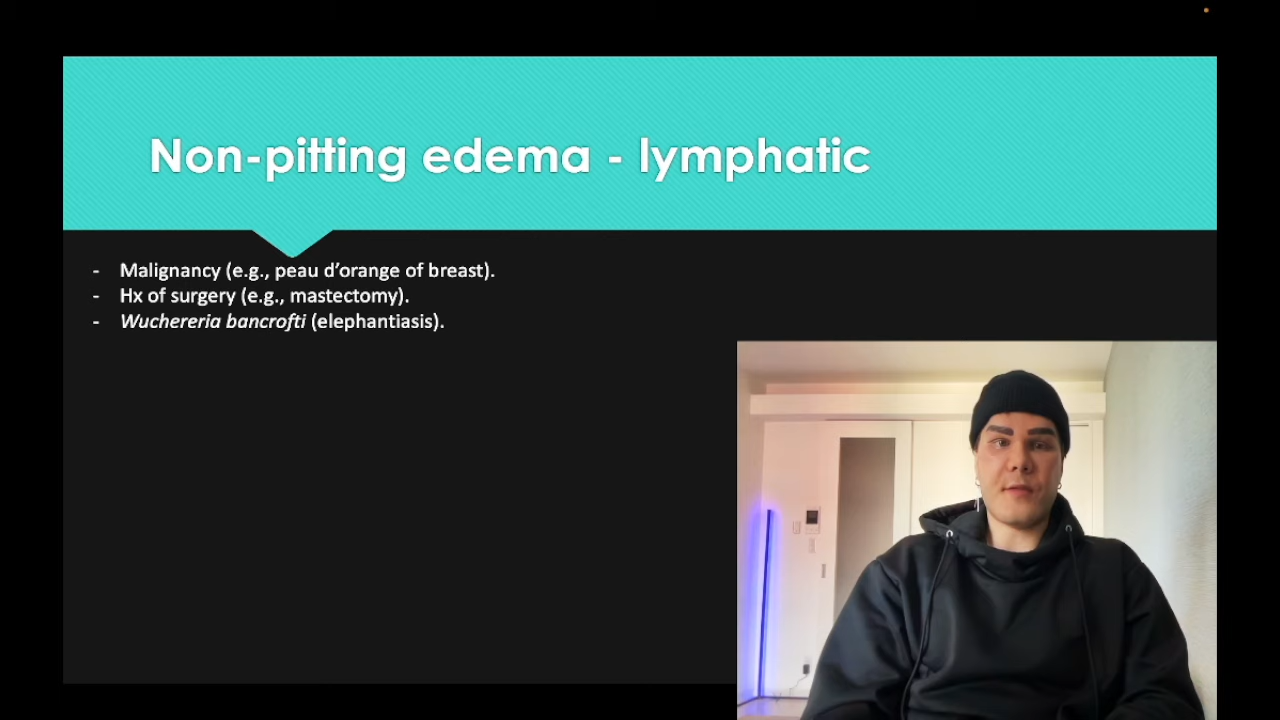 Non-pitting edema - lymphatic
- Malignancy (e.g., peau d’orange of breast).
- Hx of surgery (e.g., mastectomy).
- Wuchereria bancrofti (elephantiasis).